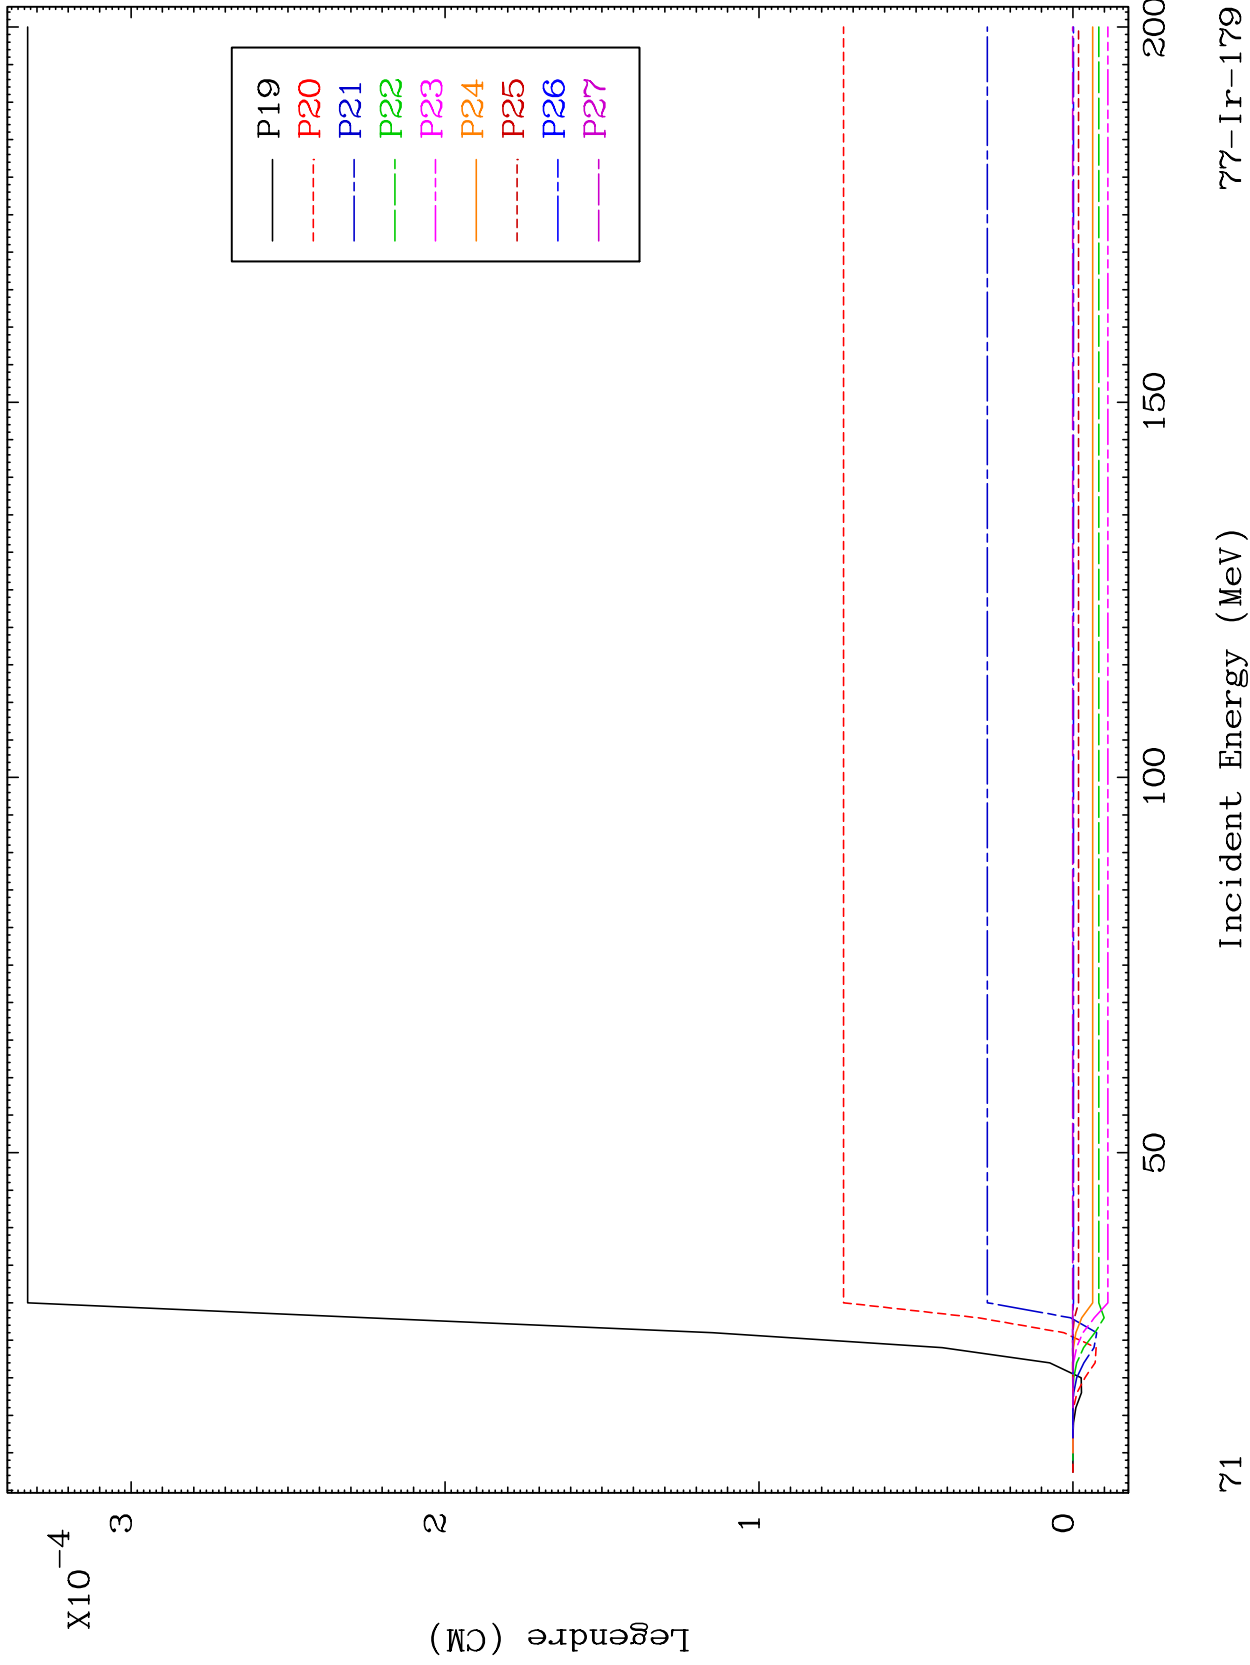 X10⁻⁴
Legendre (CM)
3
2
1
0
P19
P20
P21
P22
P23
P24
P25
P26
P27
50
100
150
200
Incident Energy (MeV)
71
77-Ir-179